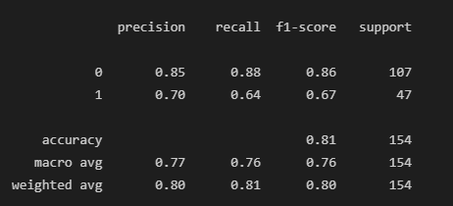 precision recall f1-score support
0 0.85 0.88 0.86 107
1 0.70 0.64 0.67 47
accuracy 0.81 154
macro avg 0.77 0.76 0.76 154
weighted avg 0.80 0.81 0.80 154